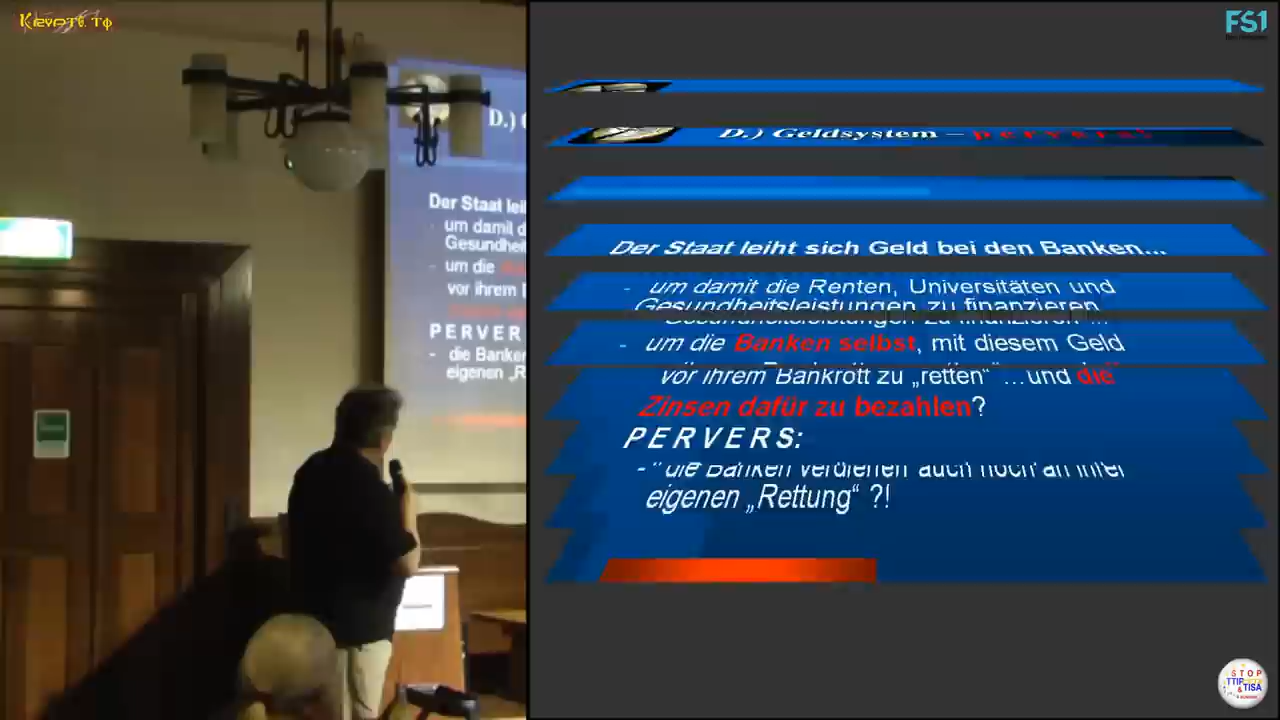 FS1
D.) Geldsystem – pervers!
Der Staat leiht sich Geld bei den Banken...
- um damit die Renten, Universitäten und
Gesundheitsleistungen zu finanzieren ...
- um die Banken selbst, mit diesem Geld
vor ihrem Bankrott zu „retten“ ...und die
Zinsen dafür zu bezahlen?
PERVERS:
- die Banken verdienen auch noch an ihrer
eigenen „Rettung“ ?!
D.)
Der Staat lei
um damit d
Gesundhei
- um die
vor ihrem
PERVER
- die Banken
eigenen „R
STOP
TTIP
& TISA